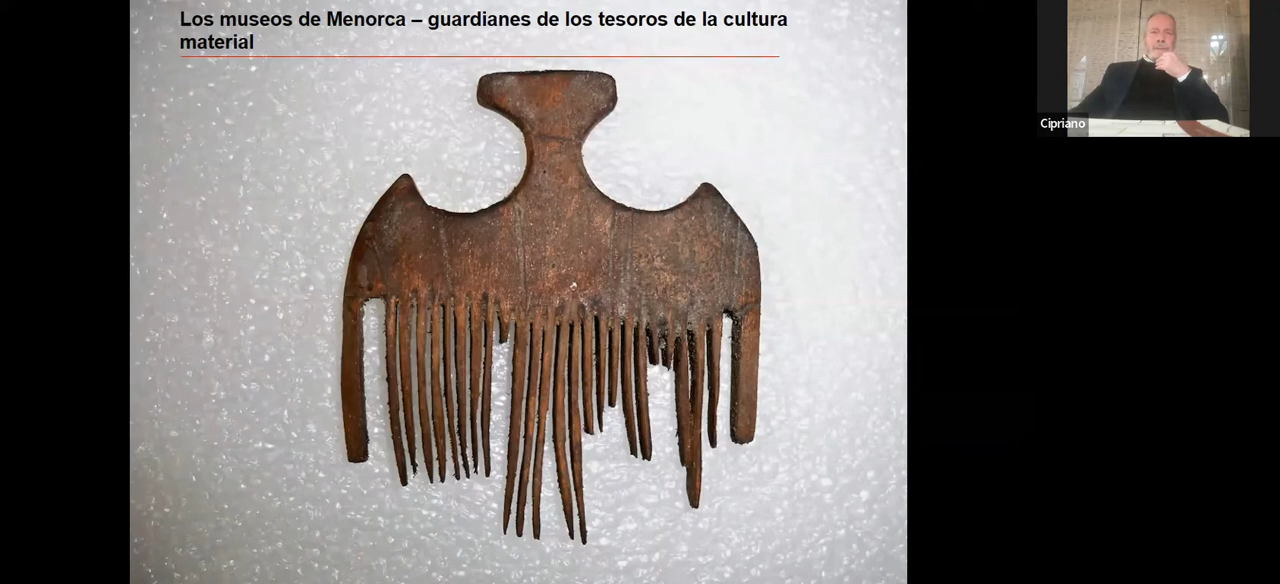 Los museos de Menorca – guardianes de los tesoros de la cultura
material
Cipriano